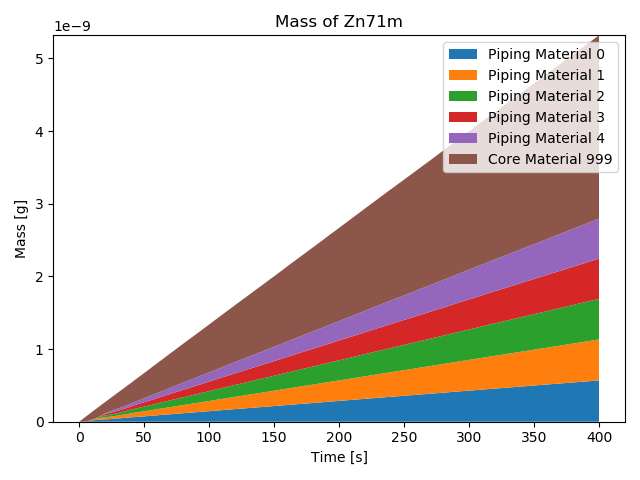 Mass of Zn71m
1e−9
5
4
3
2
1
0
Mass [g]
Piping Material 0
Piping Material 1
Piping Material 2
Piping Material 3
Piping Material 4
Core Material 999
0 50 100 150 200 250 300 350 400
Time [s]